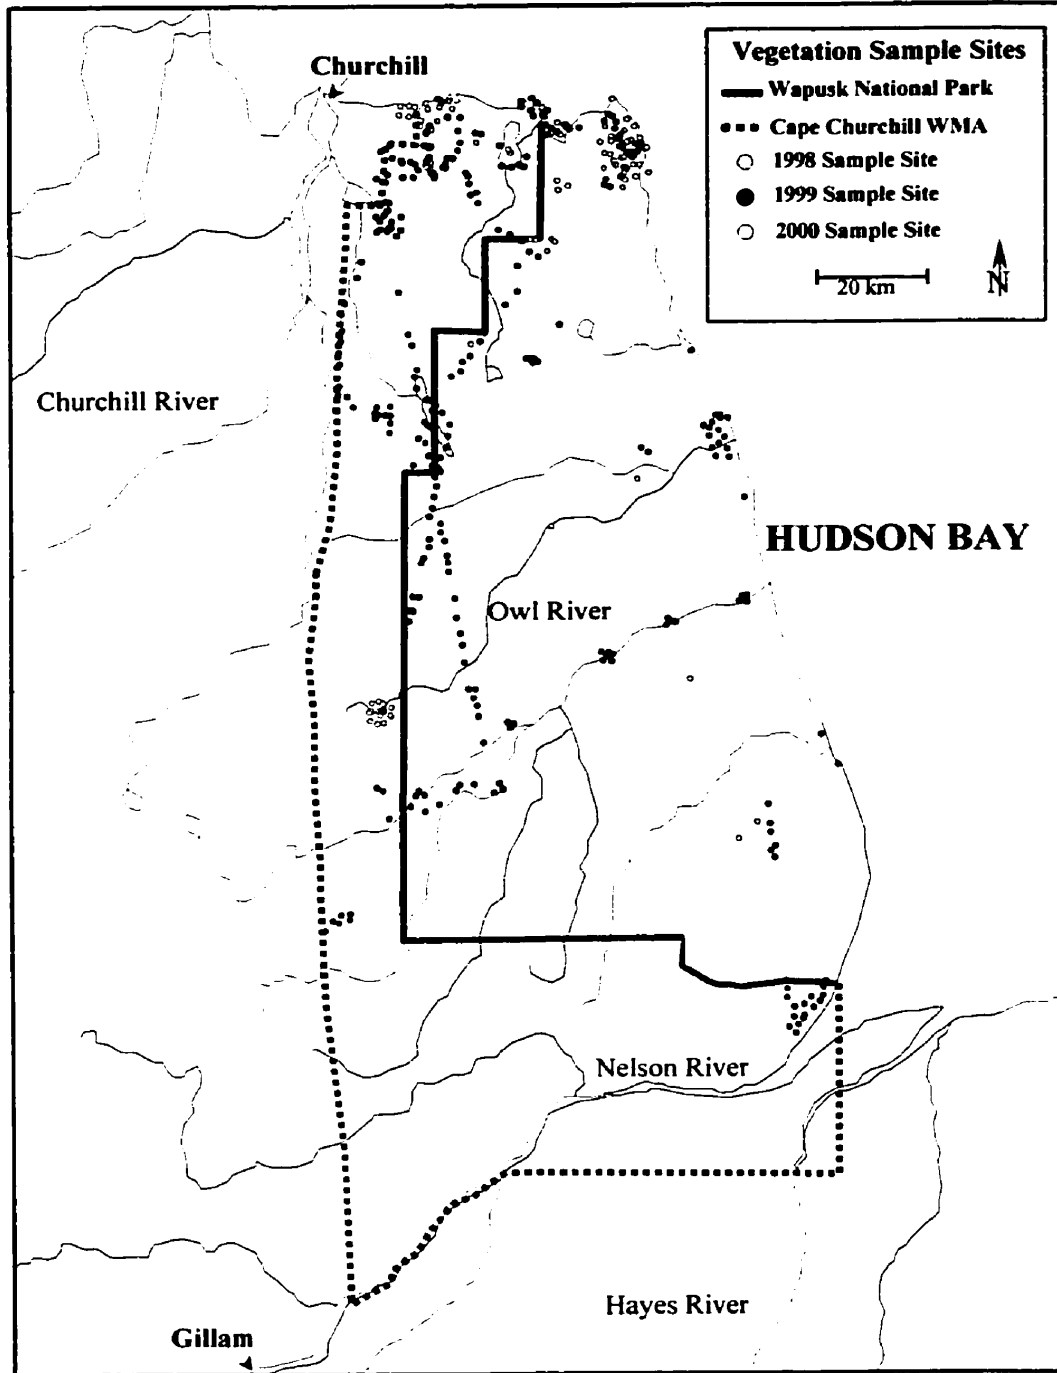 Churchill
Vegetation Sample Sites
Wapusk National Park
Cape Churchill WMA
1998 Sample Site
1999 Sample Site
2000 Sample Site
20 km
N
Churchill River
HUDSON BAY
Owl River
Nelson River
Hayes River
Gillam